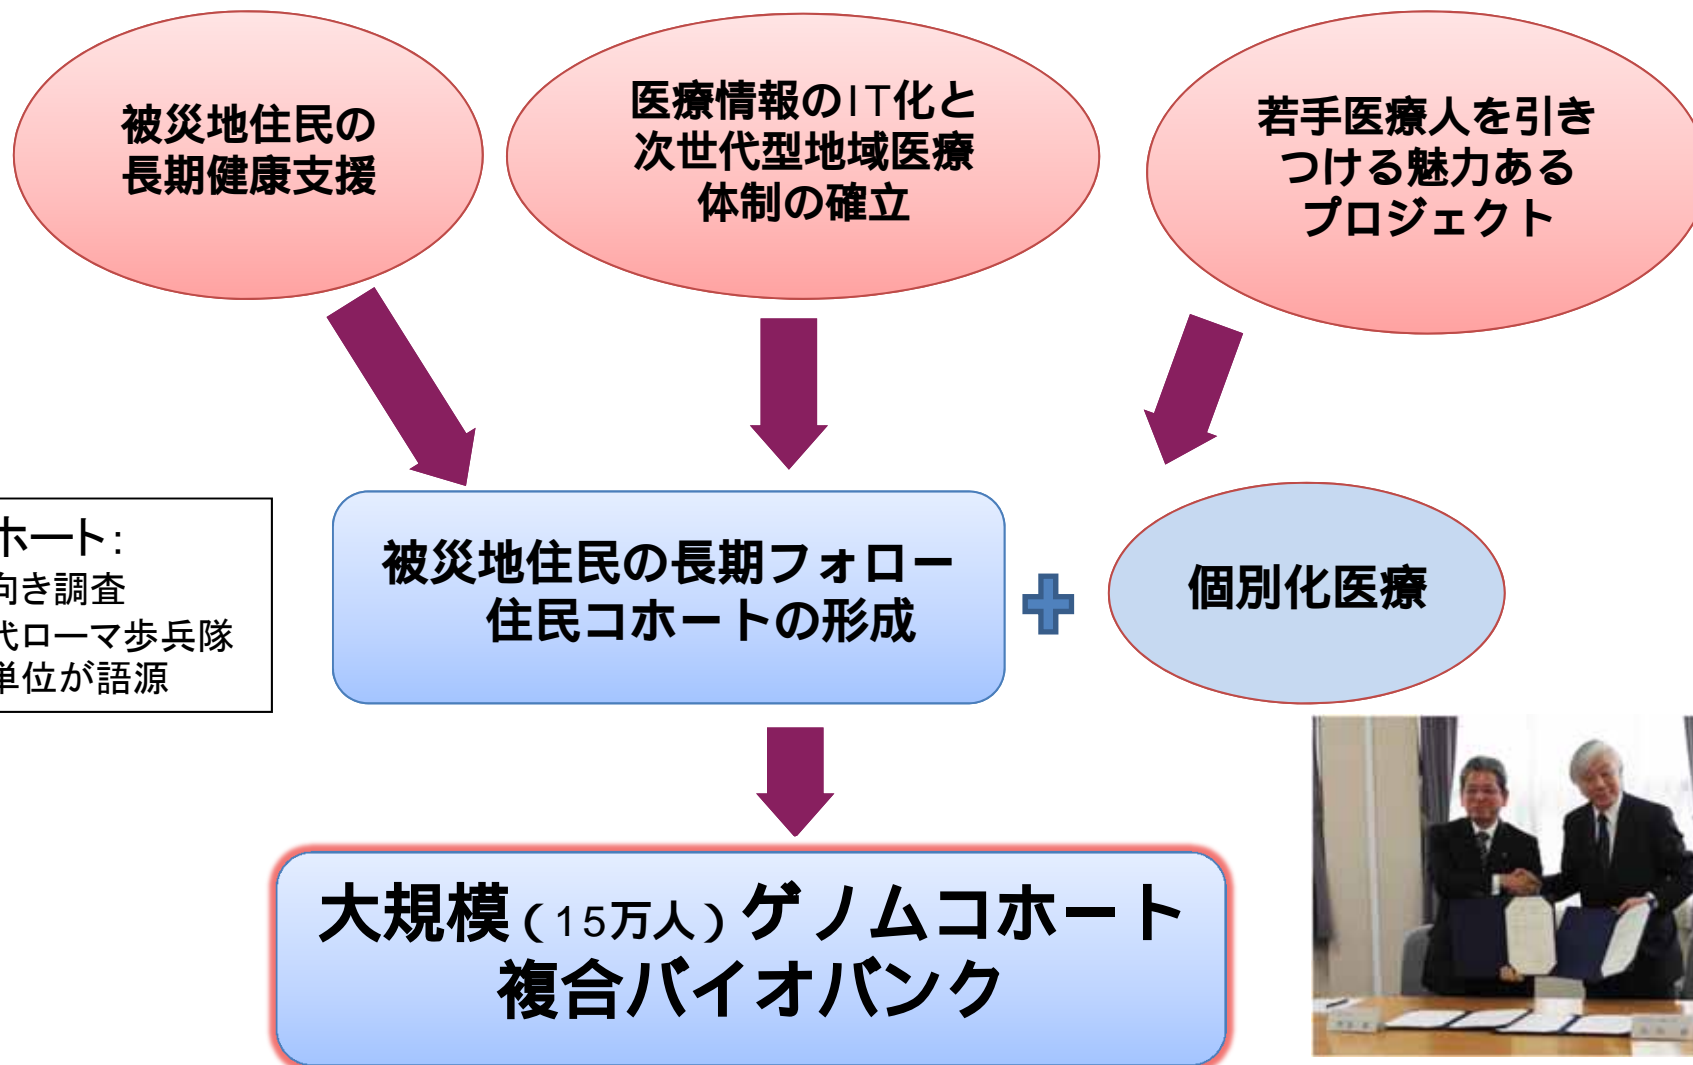 被災地住民の
長期健康支援
医療情報のIT化と
次世代型地域医療
体制の確立
若手医療人を引き
つける魅力ある
プロジェクト
ホート:
向き調査
代ローマ歩兵隊
単位が語源
被災地住民の長期フォロー
住民コホートの形成
個別化医療
大規模(15万人)ゲノムコホート
複合バイオバンク